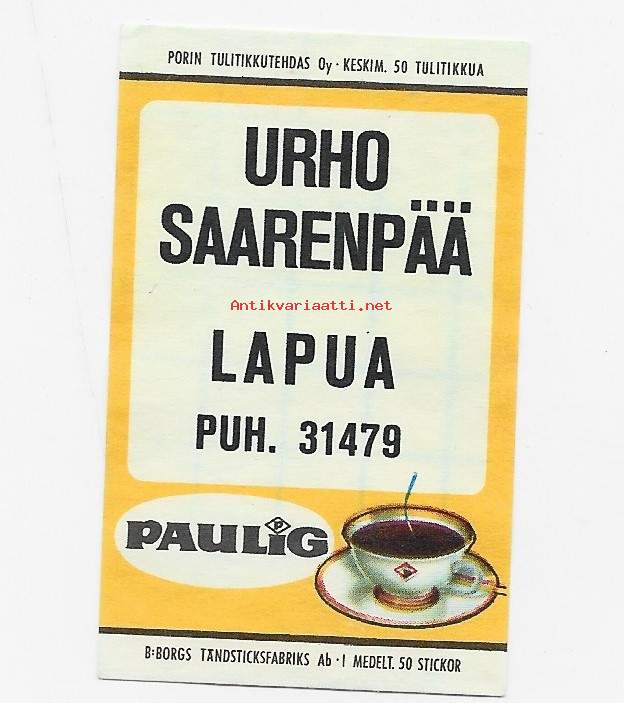 PORIN TULITIKKUTEHDAS Oy · KESKIM. 50 TULITIKKUA
URHO
SAARENPÄÄ
Antikvariaatti.net
LAPUA
PUH. 31479
P
PAULIG
B:BORGS TÄNDSTICKSFABRIKS Ab · I MEDELT. 50 STICKOR